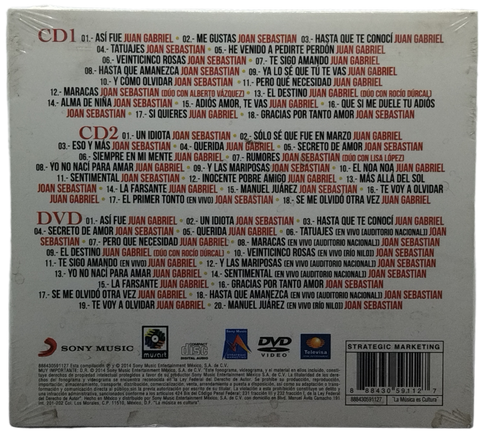 CD1 01.- ASÍ FUE JUAN GABRIEL • 02.- ME GUSTAS JOAN SEBASTIAN • 03.- HASTA QUE TE CONOCÍ JUAN GABRIEL
04.- TATUAJES JOAN SEBASTIAN • 05.- HE VENIDO A PEDIRTE PERDÓN JUAN GABRIEL
06.- VEINTICINCO ROSAS JOAN SEBASTIAN • 07.- TE SIGO AMANDO JUAN GABRIEL
08.- HASTA QUE AMANEZCA JOAN SEBASTIAN • 09.- YA LO SÉ QUE TÚ TE VAS JUAN GABRIEL
10.- Y CÓMO OLVIDAR JOAN SEBASTIAN • 11.- PERO QUÉ NECESIDAD JUAN GABRIEL
12.- MARACAS JOAN SEBASTIAN (DÚO CON ALBERTO VÁZQUEZ) • 13.- EL DESTINO JUAN GABRIEL (DÚO CON ROCÍO DÚRCAL)
14.- ALMA DE NIÑA JOAN SEBASTIAN • 15.- ADIÓS AMOR, TE VAS JUAN GABRIEL • 16.- QUE SI ME DUELE TU ADIÓS
JOAN SEBASTIAN • 17.- SI QUIERES JUAN GABRIEL • 18.- GRACIAS POR TANTO AMOR JOAN SEBASTIAN
CD2 01.- UN IDIOTA JOAN SEBASTIAN • 02.- SÓLO SÉ QUE FUE EN MARZO JUAN GABRIEL
03.- ESO Y MÁS JOAN SEBASTIAN • 04.- QUERIDA JUAN GABRIEL • 05.- SECRETO DE AMOR JOAN SEBASTIAN
06.- SIEMPRE EN MI MENTE JUAN GABRIEL • 07.- RUMORES JOAN SEBASTIAN (DÚO CON LISA LÓPEZ)
08.- YO NO NACÍ PARA AMAR JUAN GABRIEL • 09.- Y LAS MARIPOSAS JOAN SEBASTIAN • 10.- EL NOA NOA JUAN GABRIEL
11.- SENTIMENTAL JOAN SEBASTIAN • 12.- INOCENTE POBRE AMIGO JUAN GABRIEL • 13.- MÁS ALLÁ DEL SOL
JOAN SEBASTIAN • 14.- LA FARSANTE JUAN GABRIEL • 15.- MANUEL JUÁREZ JOAN SEBASTIAN • 16.- TE VOY A OLVIDAR
JUAN GABRIEL • 17.- EL PRIMER TONTO (EN VIVO) JOAN SEBASTIAN • 18.- SE ME OLVIDÓ OTRA VEZ JUAN GABRIEL
DVD 01.- ASÍ FUE JUAN GABRIEL • 02.- UN IDIOTA JOAN SEBASTIAN • 03.- HASTA QUE TE CONOCÍ JUAN GABRIEL
04.- SECRETO DE AMOR JOAN SEBASTIAN • 05.- QUERIDA JUAN GABRIEL • 06.- TATUAJES (EN VIVO (AUDITORIO NACIONAL)) JOAN
SEBASTIAN • 07.- PERO QUÉ NECESIDAD JUAN GABRIEL • 08.- MARACAS (EN VIVO (AUDITORIO NACIONAL)) JOAN SEBASTIAN
09.- EL DESTINO JUAN GABRIEL (DÚO CON ROCÍO DÚRCAL) • 10.- VEINTICINCO ROSAS (EN VIVO (RÍO NILO)) JOAN SEBASTIAN
11.- TE SIGO AMANDO (EN VIVO) JUAN GABRIEL • 12.- Y LAS MARIPOSAS (EN VIVO (AUDITORIO NACIONAL)) JOAN SEBASTIAN
13.- YO NO NACÍ PARA AMAR JUAN GABRIEL • 14.- SENTIMENTAL (EN VIVO (AUDITORIO NACIONAL)) JOAN SEBASTIAN
15.- LA FARSANTE JUAN GABRIEL • 16.- GRACIAS POR TANTO AMOR JOAN SEBASTIAN
17.- SE ME OLVIDÓ OTRA VEZ JUAN GABRIEL • 18.- HASTA QUE AMANEZCA (EN VIVO (RÍO NILO)) JOAN SEBASTIAN
19.- TE VOY A OLVIDAR JUAN GABRIEL • 20.- MANUEL JUÁREZ JOAN SEBASTIAN
SONY MUSIC
COMPACT disc
DIGITAL AUDIO
DVD
VIDEO
Televisa
STRATEGIC MARKETING
6 88430 59112 7
88843059112? "La Música es Cultura"